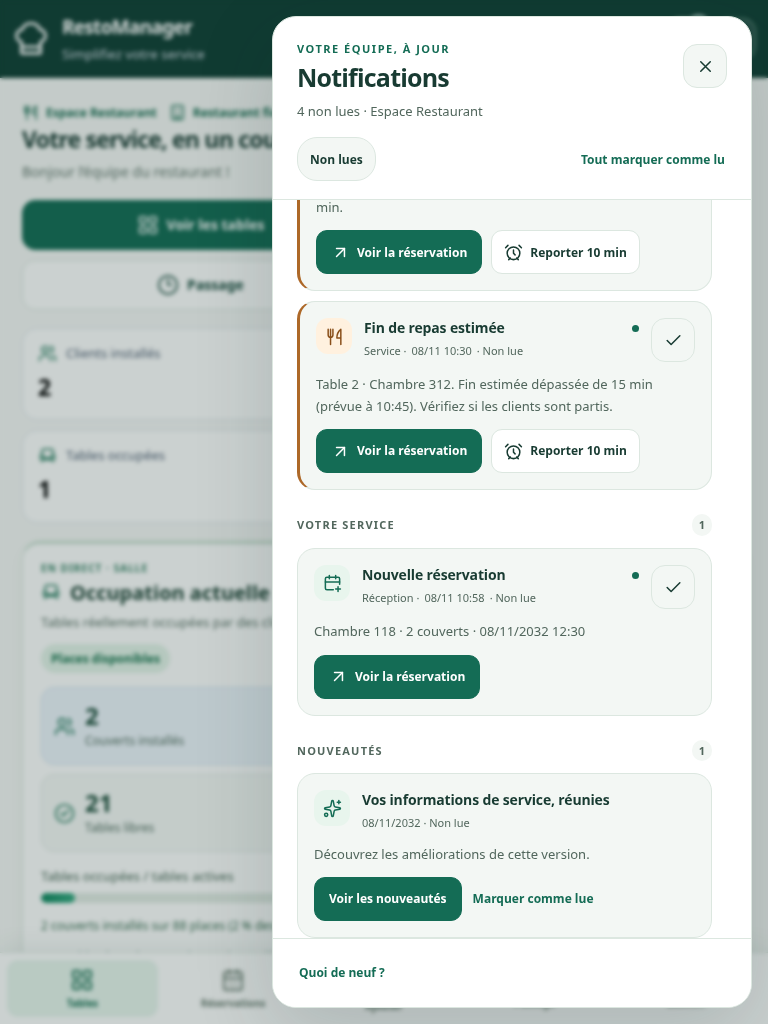 RestoManager
Simplifiez votre service
Espace Restaurant
Votre service, en un cou
Bonjour l'équipe du restaurant !
Voir les tables
Passage
Clients installés
2
Tables occupées
1
EN DIRECT · SALLE
Occupation actuelle
Places disponibles
2
Couverts installés
21
Tables libres
Tables occupées / tables actives
2 couverts installés sur 88 places (2 %
Tables
Réservations
VOTRE ÉQUIPE, À JOUR
Notifications
4 non lues · Espace Restaurant
Non lues
Tout marquer comme lu
min.
Voir la réservation
Reporter 10 min
Fin de repas estimée
Service · 08/11 10:30 · Non lue
Table 2 · Chambre 312. Fin estimée dépassée de 15 min
(prévue à 10:45). Vérifiez si les clients sont partis.
Voir la réservation
Reporter 10 min
VOTRE SERVICE
1
Nouvelle réservation
Réception · 08/11 10:58 · Non lue
Chambre 118 · 2 couverts · 08/11/2032 12:30
Voir la réservation
NOUVEAUTÉS
1
Vos informations de service, réunies
08/11/2032 · Non lue
Découvrez les améliorations de cette version.
Voir les nouveautés
Marquer comme lue
Quoi de neuf ?